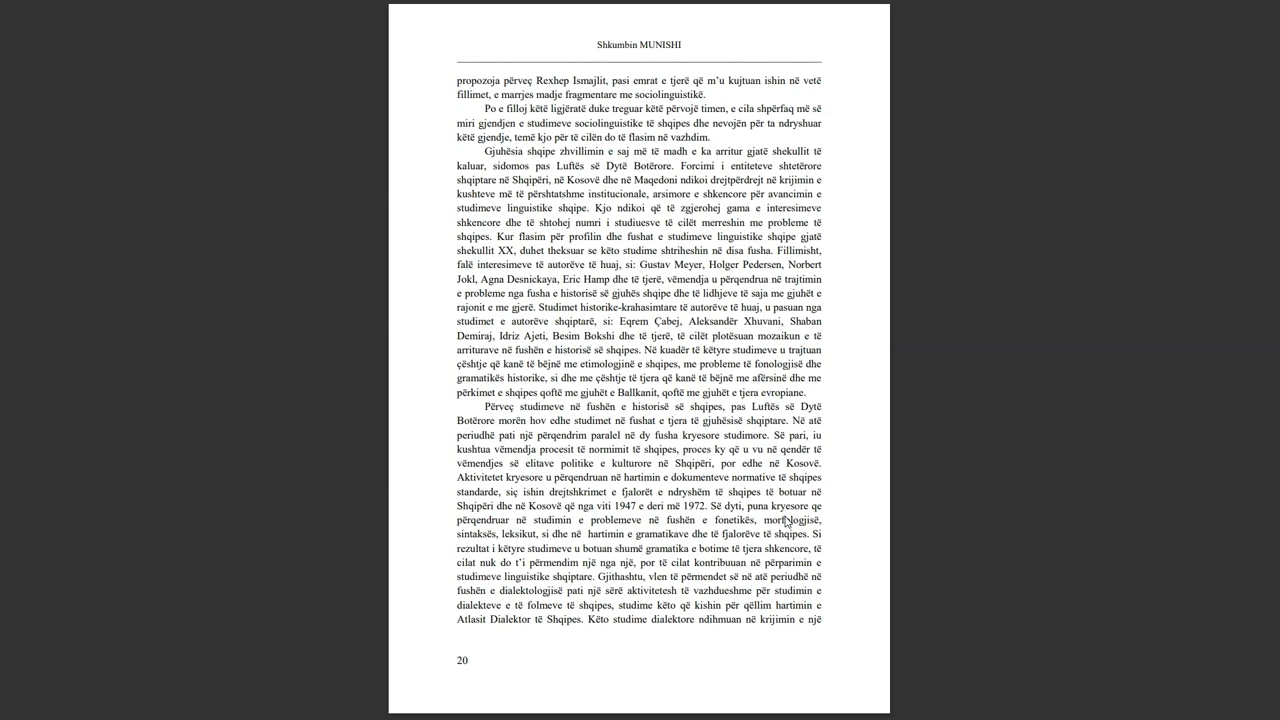 Shkumbin MUNISHI
propozoja përveç Rexhep Ismajlit, pasi emrat e tjerë që m’u kujtuan ishin në vetë
fillimet, e marrjes madje fragmentare me sociolinguistikë.
Po e filloj këtë ligjëratë duke treguar këtë përvojë timen, e cila shpërfaq më së
miri gjendjen e studimeve sociolinguistike të shqipes dhe nevojën për ta ndryshuar
këtë gjendje, temë kjo për të cilën do të flasim në vazhdim.
Gjuhësia shqipe zhvillimin e saj më të madh e ka arritur gjatë shekullit të
kaluar, sidomos pas Luftës së Dytë Botërore. Forcimi i entiteteve shtetërore
shqiptare në Shqipëri, në Kosovë dhe në Maqedoni ndikoi drejtpërdrejt në krijimin e
kushteve më të përshtatshme institucionale, arsimore e shkencore për avancimin e
studimeve linguistike shqipe. Kjo ndikoi që të zgjerohej gama e interesimeve
shkencore dhe të shtohej numri i studiuesve të cilët merreshin me probleme të
shqipes. Kur flasim për profilin dhe fushat e studimeve linguistike shqipe gjatë
shekullit XX, duhet theksuar se këto studime shtriheshin në disa fusha. Fillimisht,
falë interesimeve të autorëve të huaj, si: Gustav Meyer, Holger Pedersen, Norbert
Jokl, Agna Desnickaya, Eric Hamp dhe të tjerë, vëmendja u përqendrua në trajtimin
e probleme nga fusha e historisë së gjuhës shqipe dhe të lidhjeve të saja me gjuhët e
rajonit e me gjerë. Studimet historike-krahasimtare të autorëve të huaj, u pasuan nga
studimet e autorëve shqiptarë, si: Eqrem Çabej, Aleksandër Xhuvani, Shaban
Demiraj, Idriz Ajeti, Besim Bokshi dhe të tjerë, të cilët plotësuan mozaikun e të
arriturave në fushën e historisë së shqipes. Në kuadër të këtyre studimeve u trajtuan
çështje që kanë të bëjnë me etimologjinë e shqipes, me probleme të fonologjisë dhe
gramatikës historike, si dhe me çështje të tjera që kanë të bëjnë me afërsinë dhe me
përkimet e shqipes qoftë me gjuhët e Ballkanit, qoftë me gjuhët e tjera evropiane.
Përveç studimeve në fushën e historisë së shqipes, pas Luftës së Dytë
Botërore morën hov edhe studimet në fushat e tjera të gjuhësisë shqiptare. Në atë
periudhë pati një përqendrim paralel në dy fusha kryesore studimore. Së pari, iu
kushtua vëmendja procesit të normimit të shqipes, proces ky që u vu në qendër të
vëmendjes së elitave politike e kulturore në Shqipëri, por edhe në Kosovë.
Aktivitetet kryesore u përqendruan në hartimin e dokumenteve normative të shqipes
standarde, siç ishin drejtshkrimet e fjalorët e ndryshëm të shqipes të botuar në
Shqipëri dhe në Kosovë që nga viti 1947 e deri më 1972. Së dyti, puna kryesore qe
përqendruar në studimin e problemeve në fushën e fonetikës, morfologjisë,
sintaksës, leksikut, si dhe në hartimin e gramatikave dhe të fjalorëve të shqipes. Si
rezultat i këtyre studimeve u botuan shumë gramatika e botime të tjera shkencore, të
cilat nuk do t’i përmendim një nga një, por të cilat kontribuuan në përparimin e
studimeve linguistike shqiptare. Gjithashtu, vlen të përmendet së në atë periudhë në
fushën e dialektologjisë pati një sërë aktivitetesh të vazhdueshme për studimin e
dialekteve e të folmeve të shqipes, studime këto që kishin për qëllim hartimin e
Atlasit Dialektor të Shqipes. Këto studime dialektore ndihmuan në krijimin e një
20